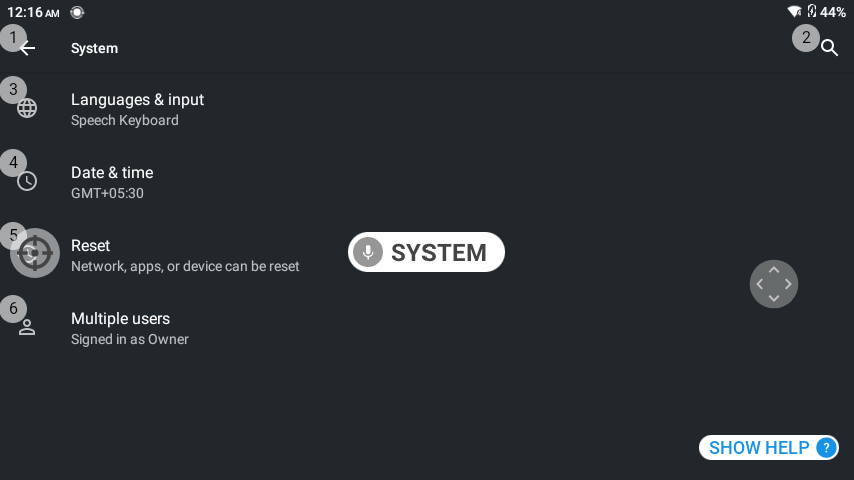 12:16 AM
44%
1
System
2
3
Languages & input
Speech Keyboard
4
Date & time
GMT+05:30
5
Reset
Network, apps, or device can be reset
SYSTEM
6
Multiple users
Signed in as Owner
SHOW HELP ?